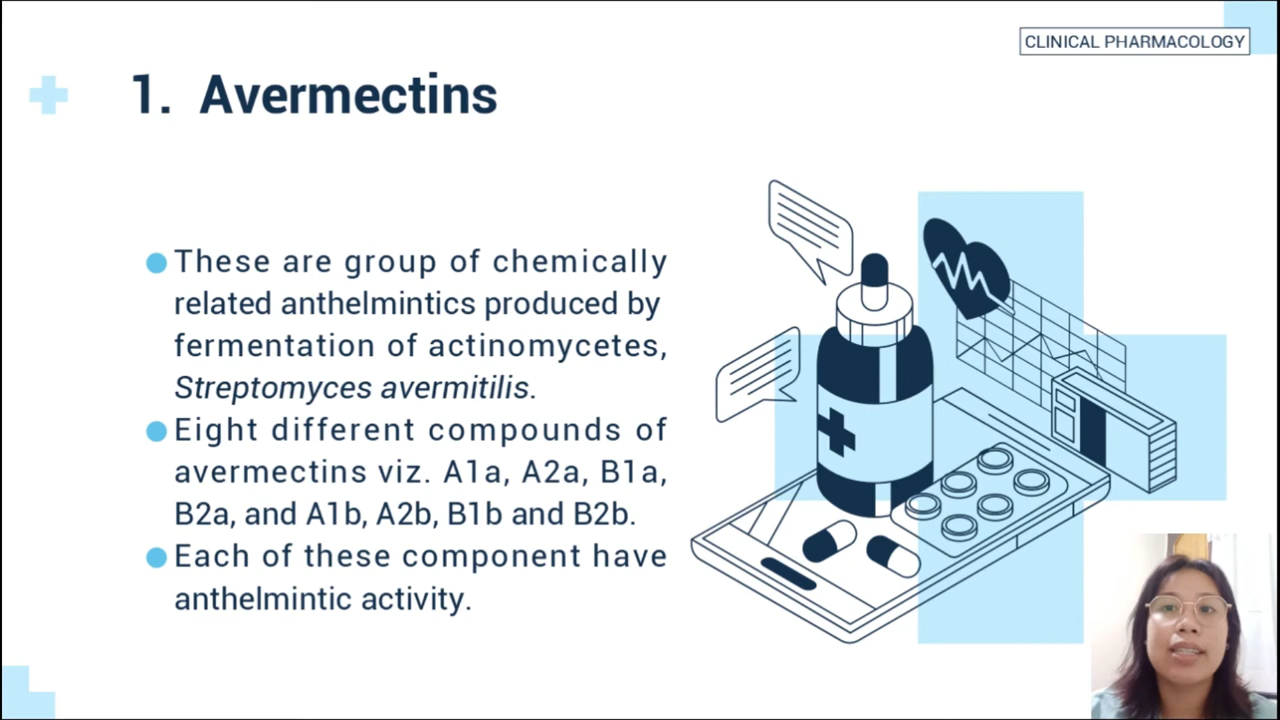 CLINICAL PHARMACOLOGY
1. Avermectins
These are group of chemically
related anthelmintics produced by
fermentation of actinomycetes,
Streptomyces avermitilis.
Eight different compounds of
avermectins viz. A1a, A2a, B1a,
B2a, and A1b, A2b, B1b and B2b.
Each of these component have
anthelmintic activity.